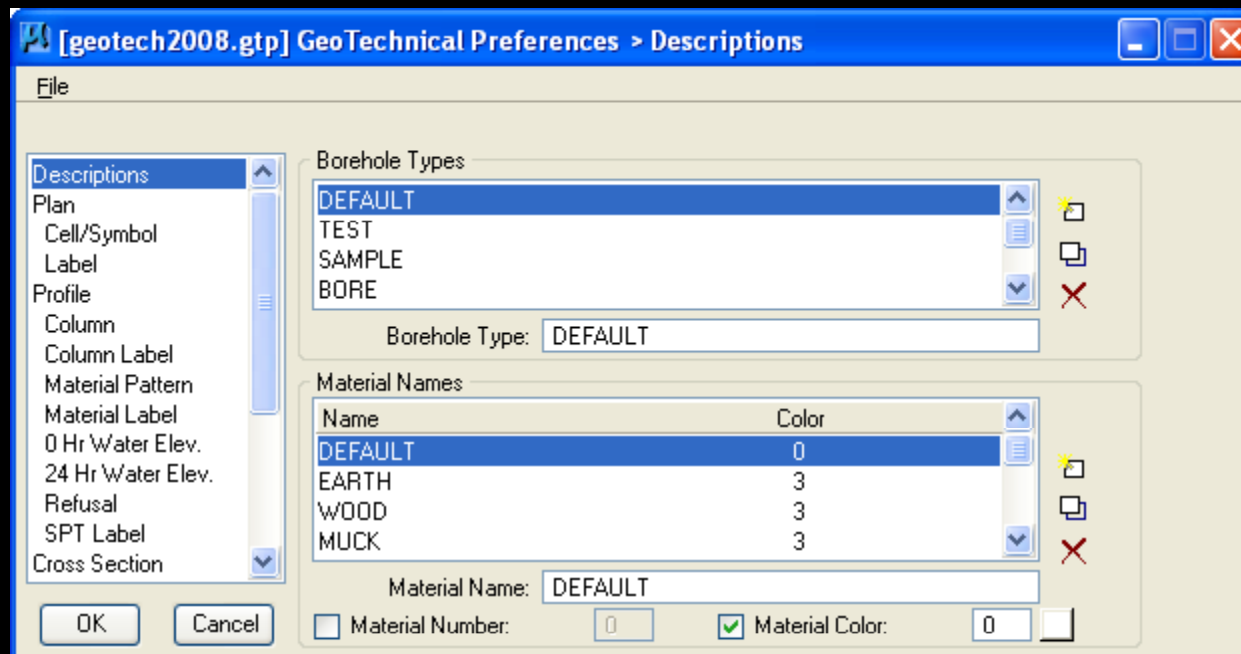 [geotech2008.gtp] GeoTechnical Preferences > Descriptions
File
Descriptions
Plan
Cell/Symbol
Label
Profile
Column
Column Label
Material Pattern
Material Label
0 Hr Water Elev.
24 Hr Water Elev.
Refusal
SPT Label
Cross Section
OK Cancel
Borehole Types
DEFAULT
TEST
SAMPLE
BORE
Borehole Type: DEFAULT
Material Names
Name Color
DEFAULT 0
EARTH 3
WOOD 3
MUCK 3
Material Name: DEFAULT
Material Number: 0 Material Color: 0